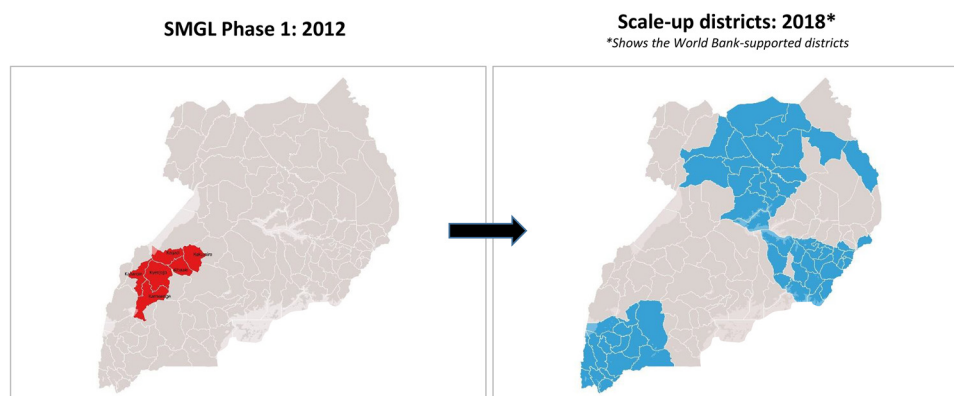 SMGL Phase 1: 2012
Scale-up districts: 2018*
*Shows the World Bank-supported districts